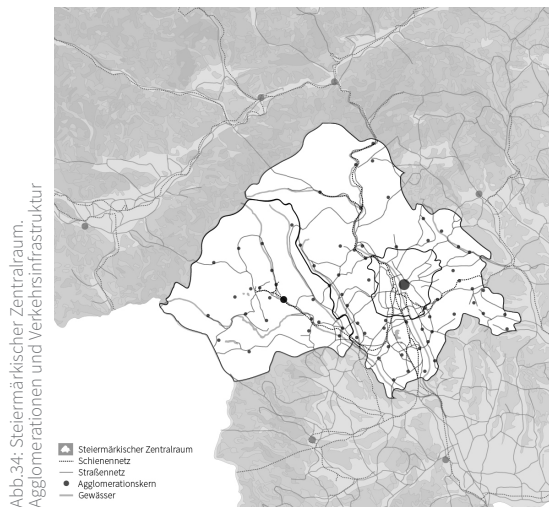 Abb.34: Steiermärkischer Zentralraum.
Agglomerationen und Verkehrsinfrastruktur
Steiermärkischer Zentralraum
Schienennetz
Straßennetz
Agglomerationskern
Gewässer